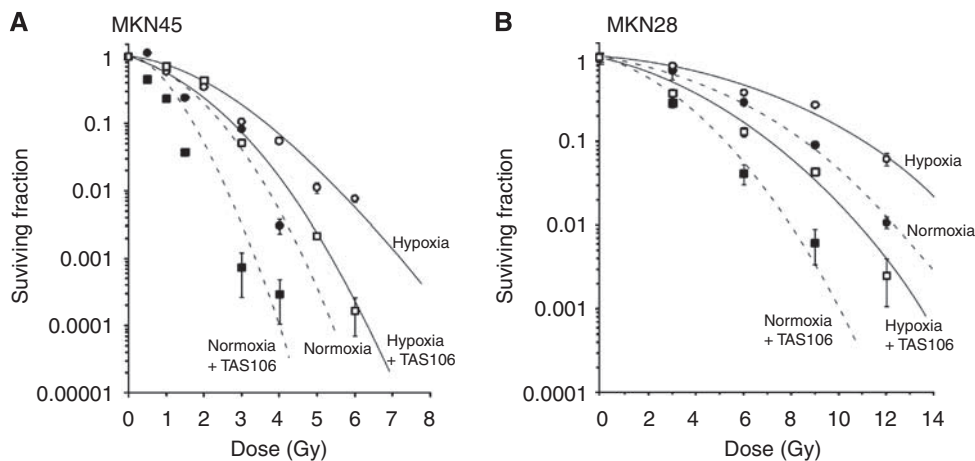 A MKN45
1
0.1
0.01
0.001
0.0001
0.00001
Suviving fraction
0 1 2 3 4 5 6 7 8
Dose (Gy)
Hypoxia
Normoxia
+ TAS106
Normoxia
Hypoxia
+ TAS106
B MKN28
1
0.1
0.01
0.001
0.0001
Suviving fraction
0 3 6 8 10 12 14
Dose (Gy)
Hypoxia
Normoxia
Normoxia
+ TAS106
Hypoxia
+ TAS106